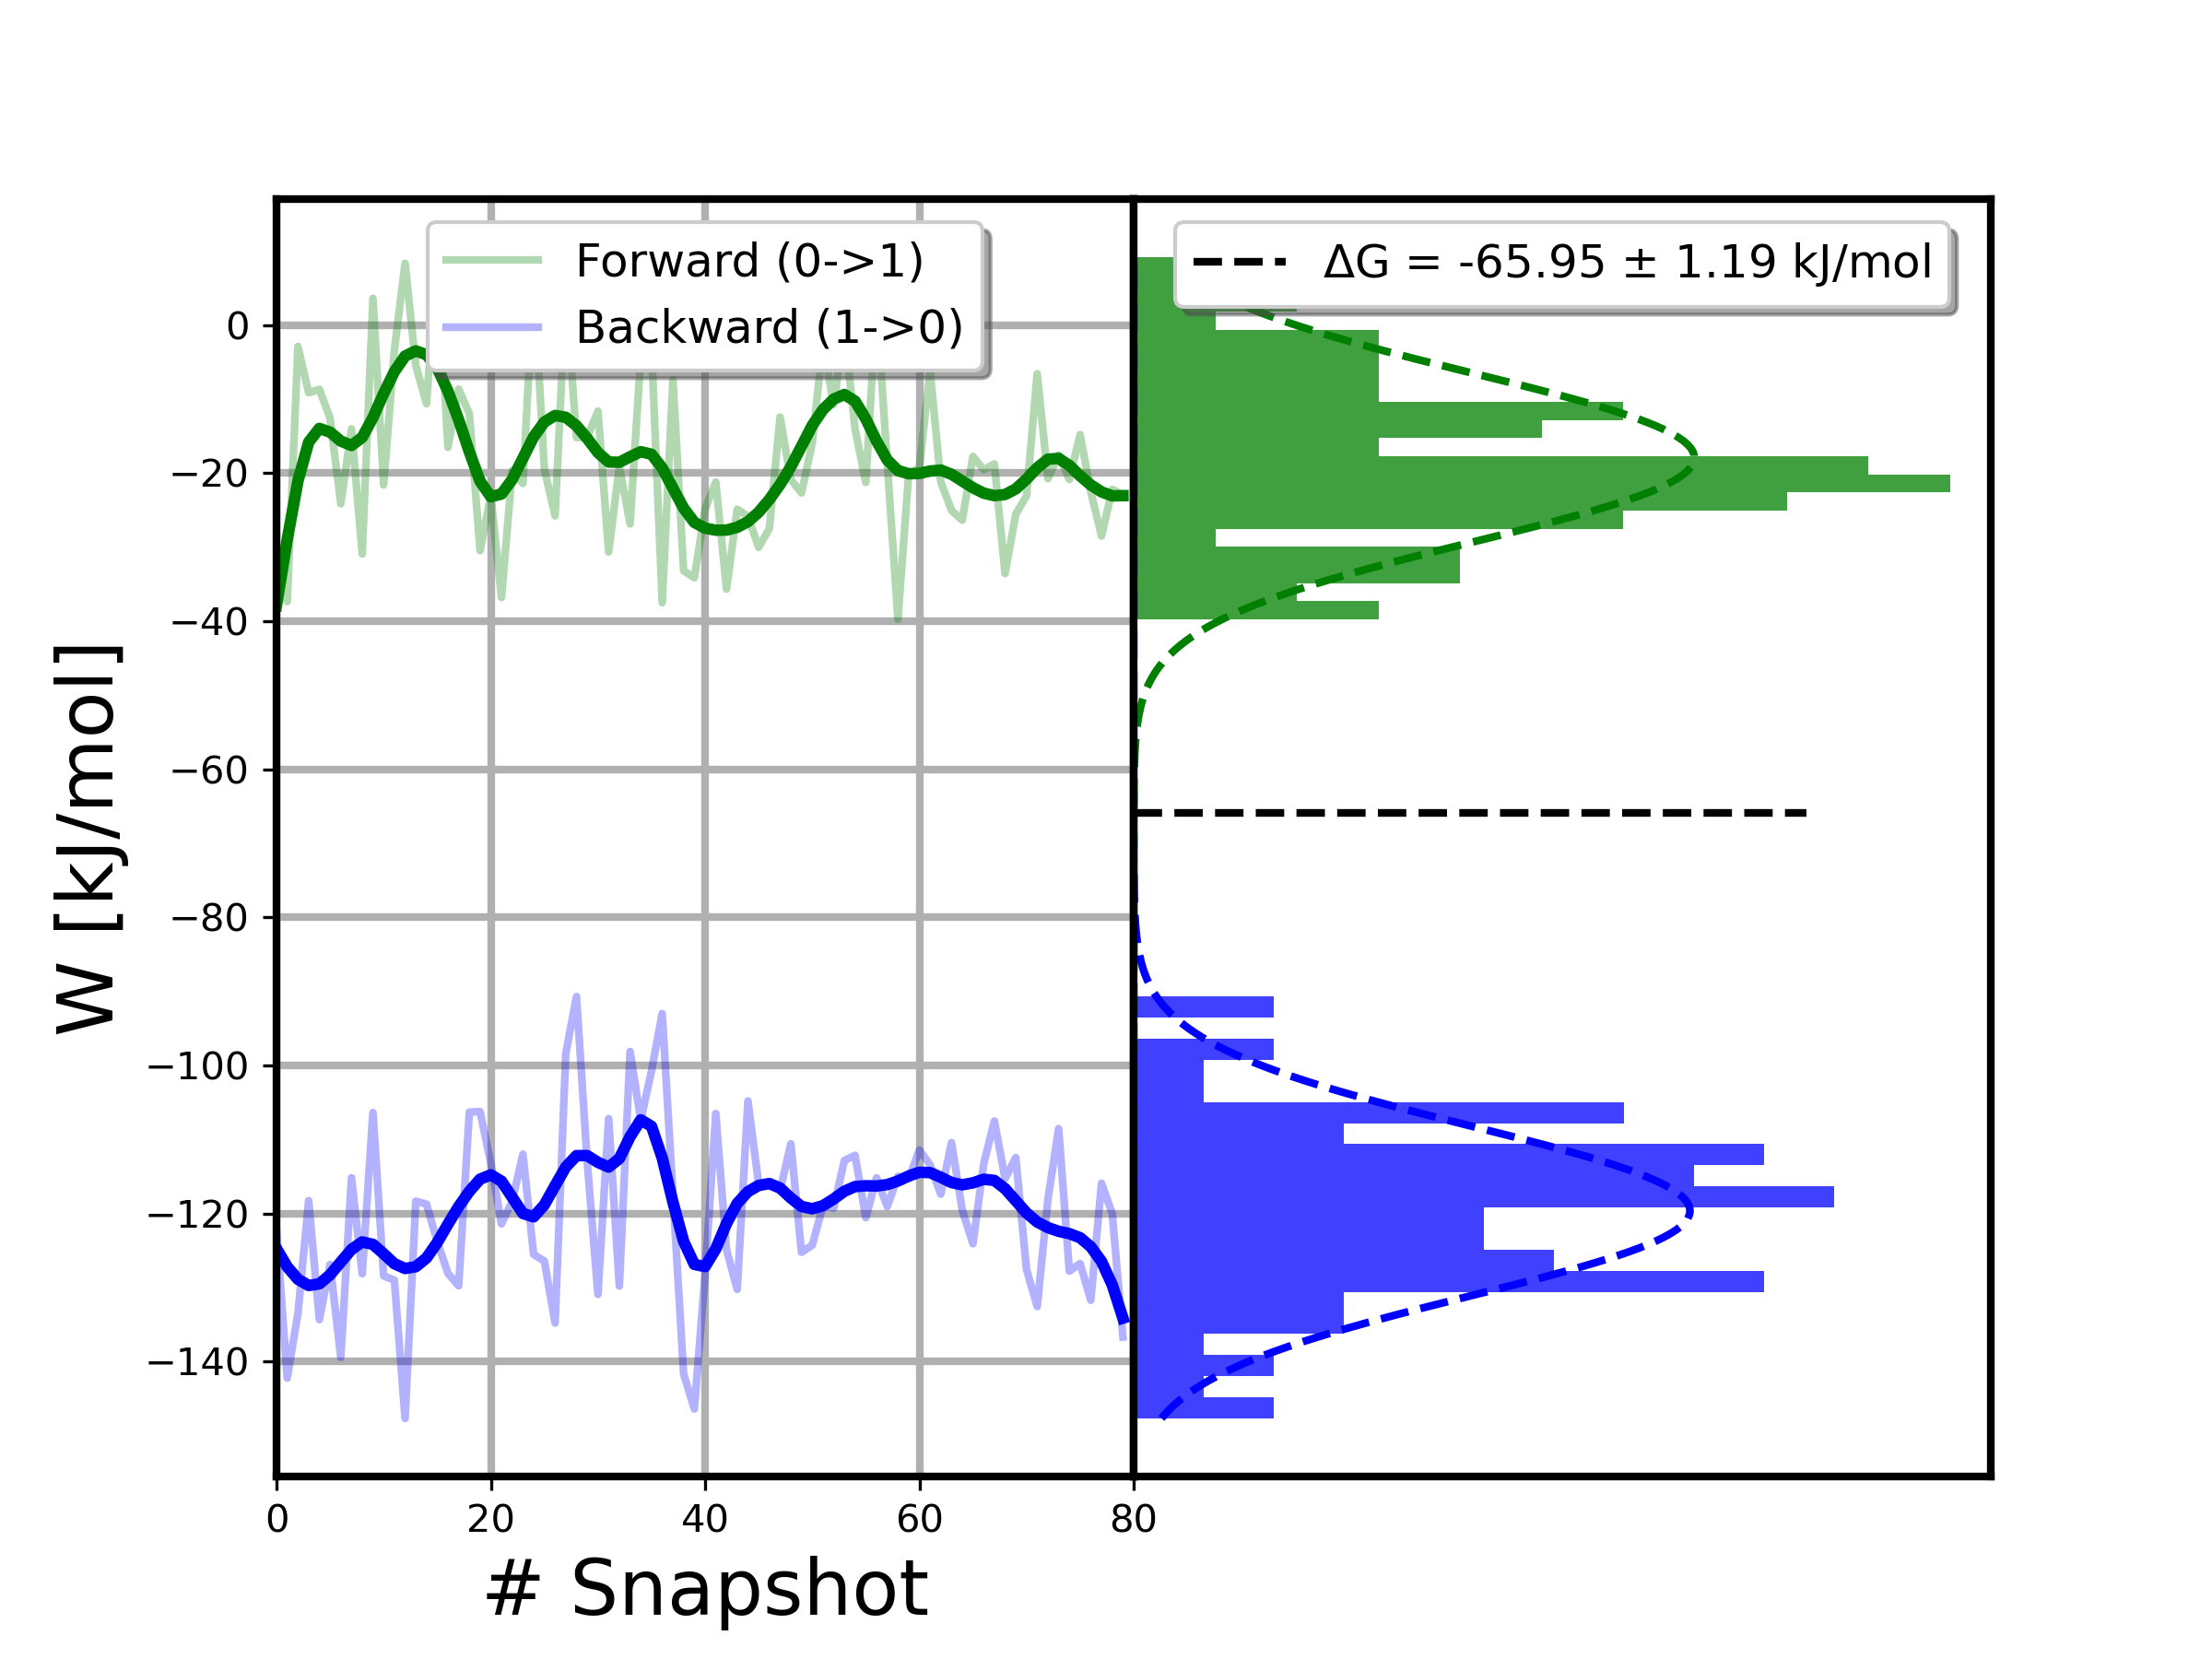 Forward (0->1)
Backward (1->0)
ΔG = -65.95 ± 1.19 kJ/mol
W [kJ/mol]
0
−20
−40
−60
−80
−100
−120
−140
0 20 40 60 80
# Snapshot